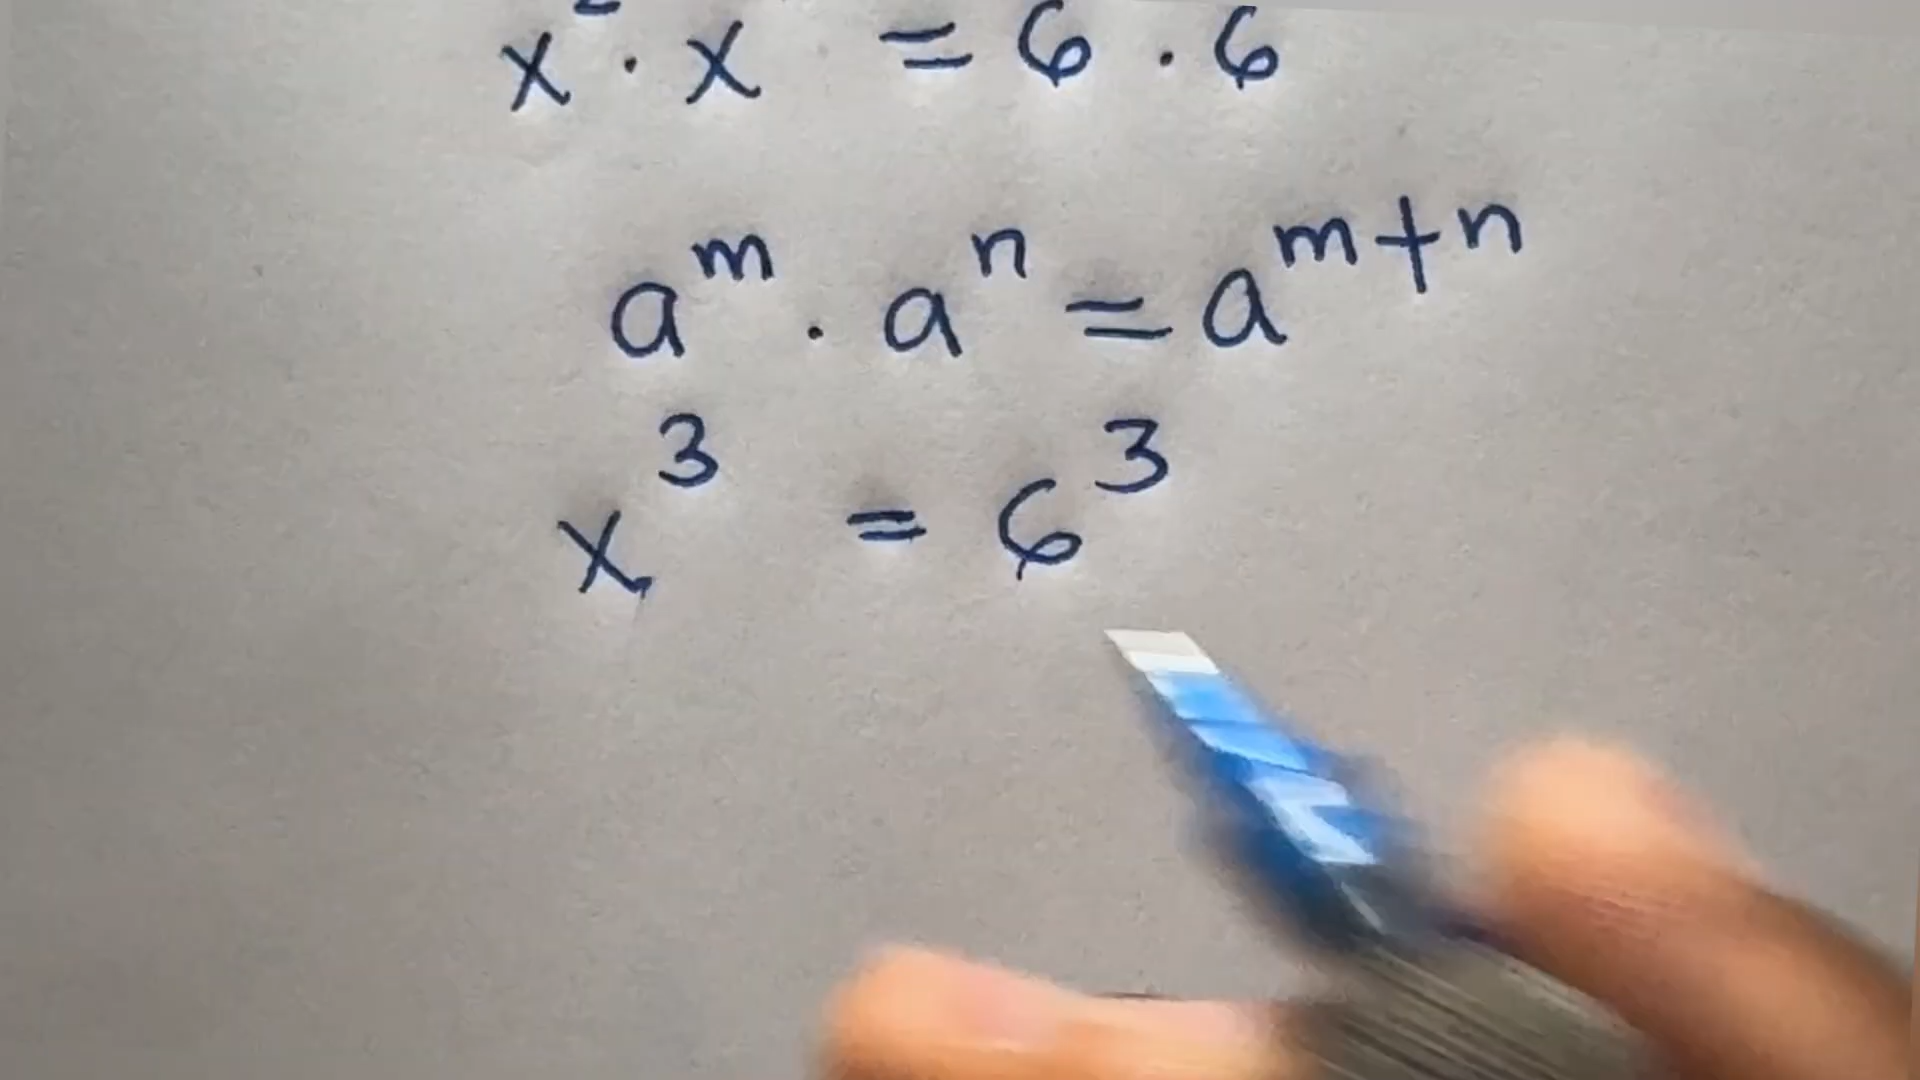 x² · x = 6 · 6
aᵐ · aⁿ = aᵐ⁺ⁿ
x³ = 6³